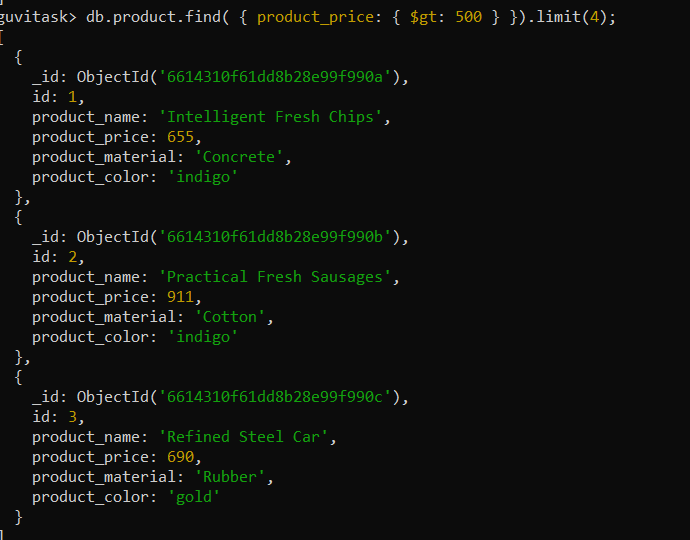 guvitask> db.product.find( { product_price: { $gt: 500 } }).limit(4);
[
  {
    _id: ObjectId('6614310f61dd8b28e99f990a'),
    id: 1,
    product_name: 'Intelligent Fresh Chips',
    product_price: 655,
    product_material: 'Concrete',
    product_color: 'indigo'
  },
  {
    _id: ObjectId('6614310f61dd8b28e99f990b'),
    id: 2,
    product_name: 'Practical Fresh Sausages',
    product_price: 911,
    product_material: 'Cotton',
    product_color: 'indigo'
  },
  {
    _id: ObjectId('6614310f61dd8b28e99f990c'),
    id: 3,
    product_name: 'Refined Steel Car',
    product_price: 690,
    product_material: 'Rubber',
    product_color: 'gold'
  }
]